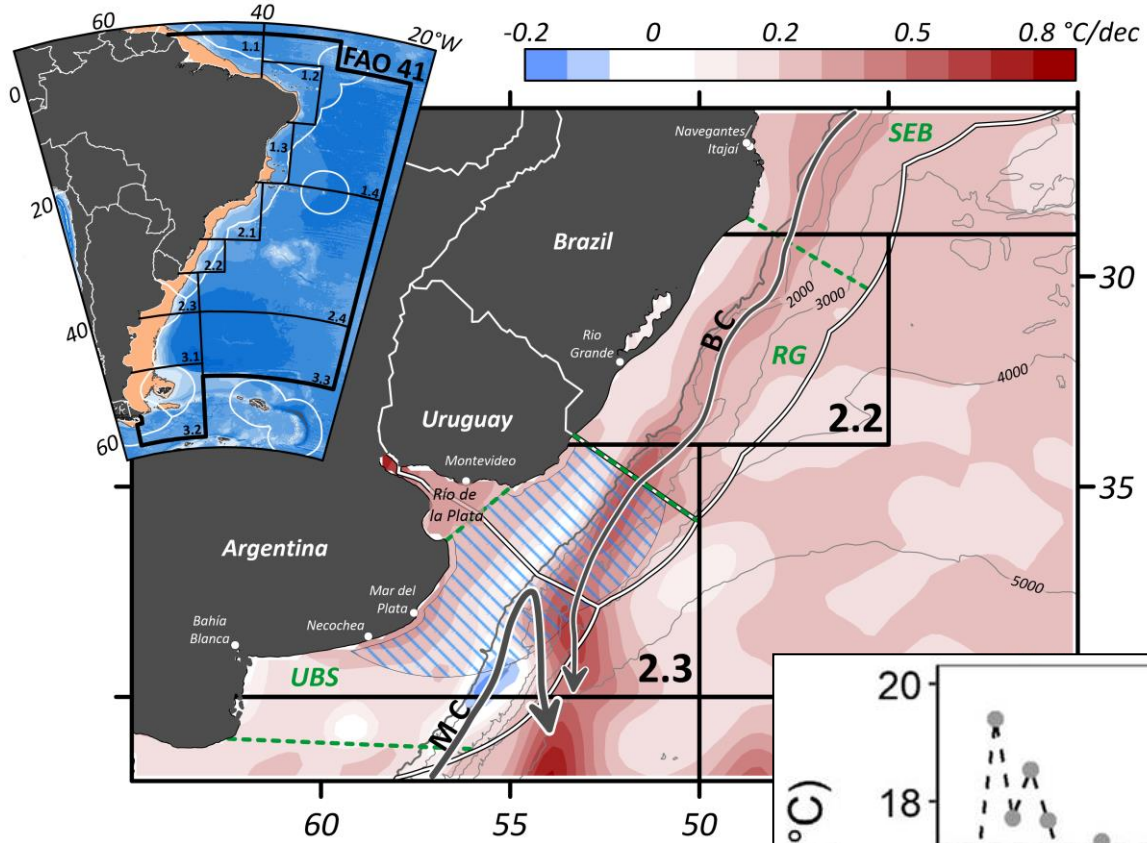 60
40
20°W
FAO 41
1.1
1.2
1.3
1.4
2.1
2.2
2.3
2.4
3.1
3.3
3.2
0
20
40
60
-0.2 0 0.2 0.5 0.8 °C/dec
Navegantes/
Itajaí
SEB
Brazil
30
2000
3000
BC
RG
Rio
Grande
4000
2.2
Uruguay
Montevideo
35
Río de
la Plata
Argentina
5000
Mar del
Plata
Bahía
Blanca
Necochea
UBS
2.3
MC
60 55 50
20
18
°C)